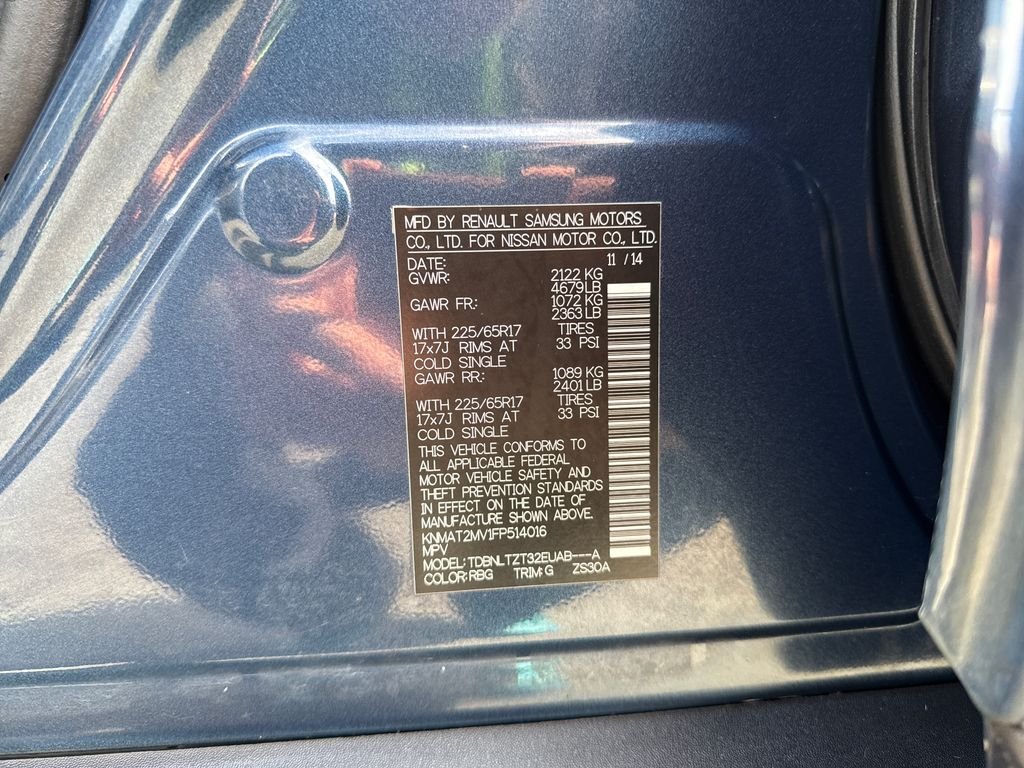 MFD BY RENAULT SAMSUNG MOTORS
CO., LTD. FOR NISSAN MOTOR CO., LTD.
DATE: 11 / 14
GVWR: 2122 KG
4679 LB
GAWR FR: 1072 KG
2363 LB
WITH 225/65R17 TIRES
17x7J RIMS AT 33 PSI
COLD SINGLE
GAWR RR: 1089 KG
2401 LB
WITH 225/65R17 TIRES
17x7J RIMS AT 33 PSI
COLD SINGLE
THIS VEHICLE CONFORMS TO
ALL APPLICABLE FEDERAL
MOTOR VEHICLE SAFETY AND
THEFT PREVENTION STANDARDS
IN EFFECT ON THE DATE OF
MANUFACTURE SHOWN ABOVE.
KNMAT2MV1FP514016
MPV
MODEL: TDBNLTZT32EUAB---A
COLOR: RBG TRIM: G ZS30A